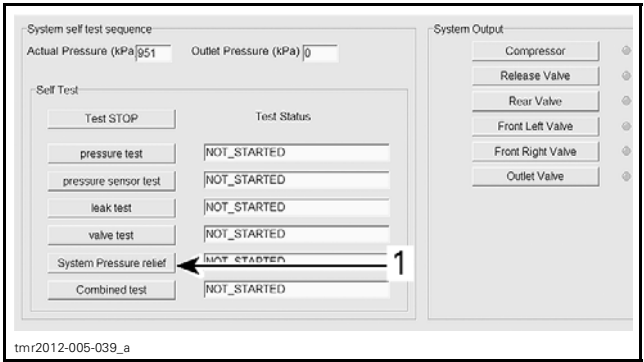 System self test sequence
Actual Pressure (kPa 951 Outlet Pressure (kPa) 0
Self Test
Test STOP Test Status
pressure test NOT_STARTED
pressure sensor test NOT_STARTED
leak test NOT_STARTED
valve test NOT_STARTED
System Pressure relief NOT_STARTED 1
Combined test NOT_STARTED
System Output
Compressor
Release Valve
Rear Valve
Front Left Valve
Front Right Valve
Outlet Valve
tmr2012-005-039_a